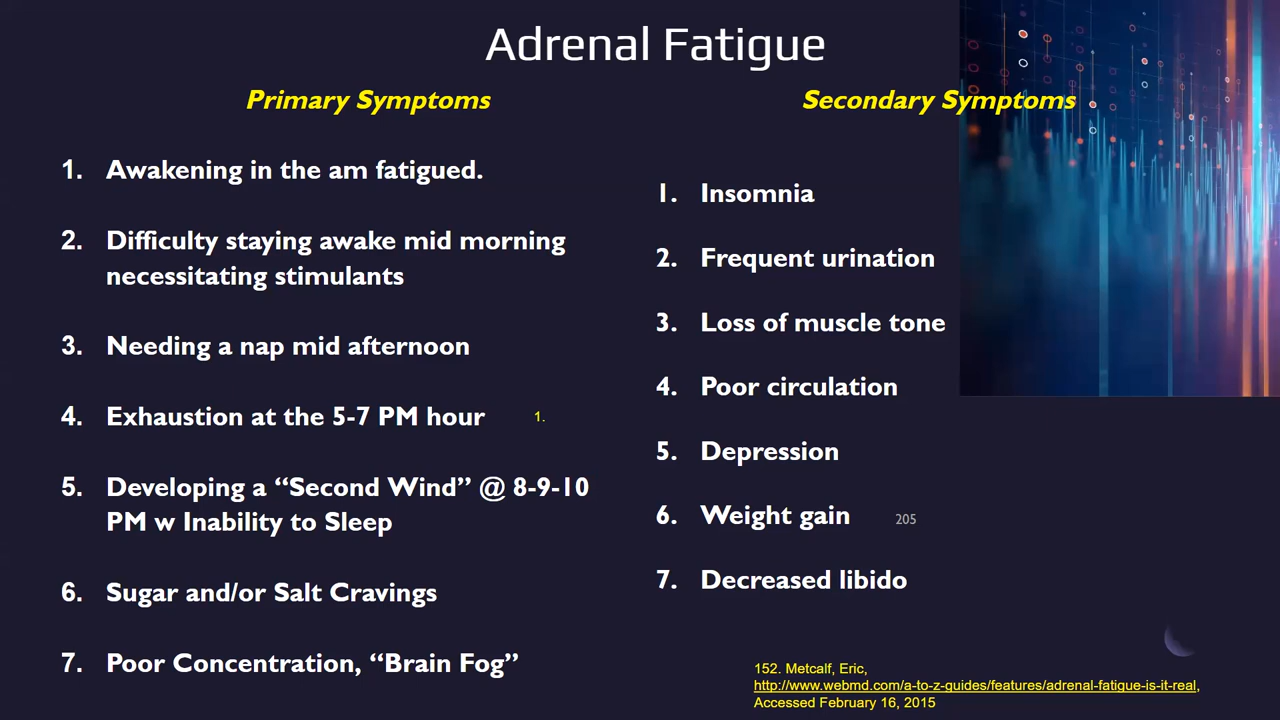 Adrenal Fatigue
Primary Symptoms
1. Awakening in the am fatigued.
2. Difficulty staying awake mid morning
necessitating stimulants
3. Needing a nap mid afternoon
4. Exhaustion at the 5-7 PM hour
1.
5. Developing a “Second Wind” @ 8-9-10
PM w Inability to Sleep
6. Sugar and/or Salt Cravings
7. Poor Concentration, “Brain Fog”
Secondary Symptoms
1. Insomnia
2. Frequent urination
3. Loss of muscle tone
4. Poor circulation
5. Depression
6. Weight gain
205
7. Decreased libido
152. Metcalf, Eric,
http://www.webmd.com/a-to-z-guides/features/adrenal-fatigue-is-it-real,
Accessed February 16, 2015